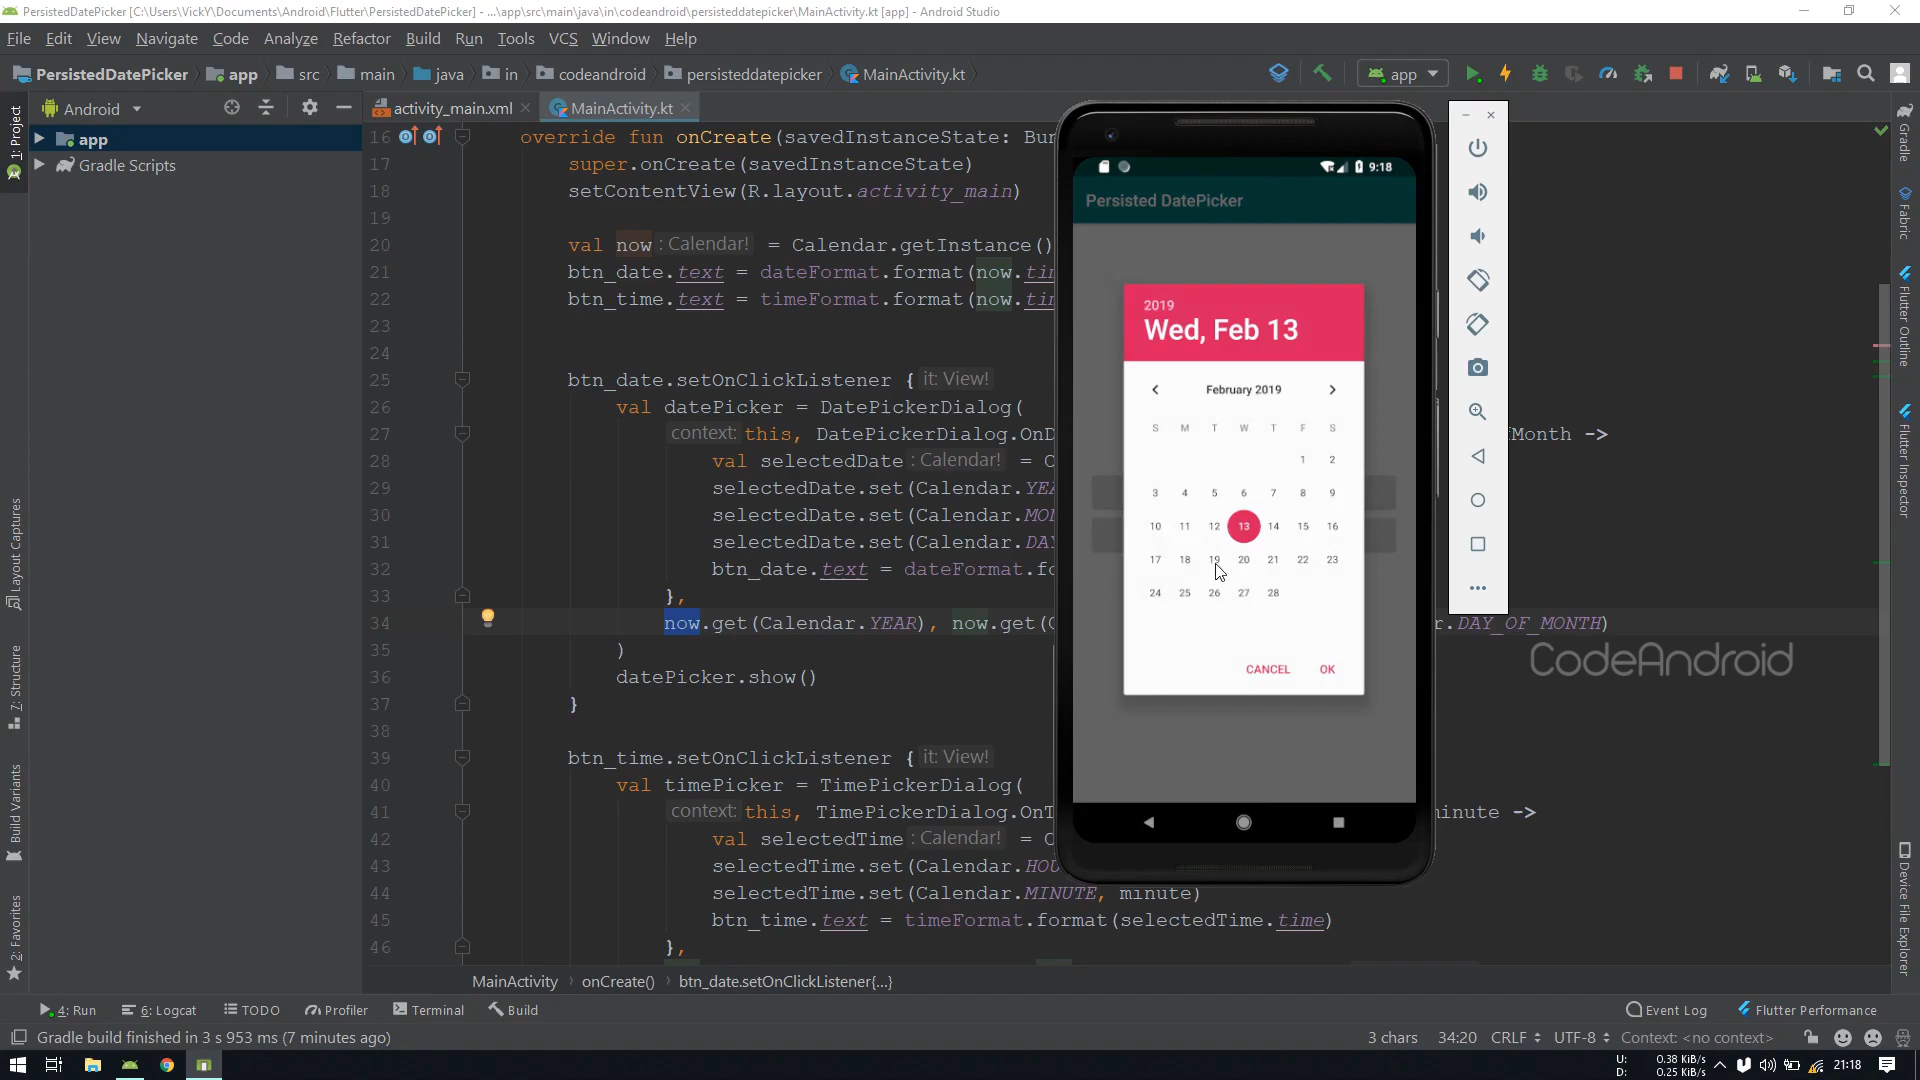 PersistedDatePicker [C:\Users\VickY\Documents\Android\Flutter\PersistedDatePicker] - ...\app\src\main\java\in\codeandroid\persisteddatepicker\MainActivity.kt [app] - Android Studio
File Edit View Navigate Code Analyze Refactor Build Run Tools VCS Window Help
PersistedDatePicker app src main java in codeandroid persisteddatepicker MainActivity.kt app
Android activity_main.xml MainActivity.kt
app
Gradle Scripts
1: Project
Layout Captures
7: Structure
Build Variants
2: Favorites
16 override fun onCreate(savedInstanceState: Bun
17 super.onCreate(savedInstanceState)
18 setContentView(R.layout.activity_main)
19
20 val now : Calendar! = Calendar.getInstance()
21 btn_date.text = dateFormat.format(now.tim
22 btn_time.text = timeFormat.format(now.tim
23
24
25 btn_date.setOnClickListener { it: View!
26 val datePicker = DatePickerDialog(
27 context: this, DatePickerDialog.OnD fMonth ->
28 val selectedDate : Calendar! = C
29 selectedDate.set(Calendar.YEA
30 selectedDate.set(Calendar.MON
31 selectedDate.set(Calendar.DAY
32 btn_date.text = dateFormat.fo
33 },
34 now.get(Calendar.YEAR), now.get(C r.DAY_OF_MONTH)
35 )
36 datePicker.show()
37 }
38
39 btn_time.setOnClickListener { it: View!
40 val timePicker = TimePickerDialog(
41 context: this, TimePickerDialog.OnT minute ->
42 val selectedTime : Calendar! = C
43 selectedTime.set(Calendar.HOU
44 selectedTime.set(Calendar.MINUTE, minute)
45 btn_time.text = timeFormat.format(selectedTime.time)
46 },
9:18
Persisted DatePicker
2019
Wed, Feb 13
February 2019
S M T W T F S
1 2
3 4 5 6 7 8 9
10 11 12 13 14 15 16
17 18 19 20 21 22 23
24 25 26 27 28
CANCEL OK
CodeAndroid
Gradle
Fabric
Flutter Outline
Flutter Inspector
Device File Explorer
MainActivity › onCreate() › btn_date.setOnClickListener{...}
4: Run 6: Logcat TODO Profiler Terminal Build Event Log Flutter Performance
Gradle build finished in 3 s 953 ms (7 minutes ago) 3 chars 34:20 CRLF UTF-8 Context: <no context>
U: 0.38 KiB/s
D: 0.25 KiB/s
21:18